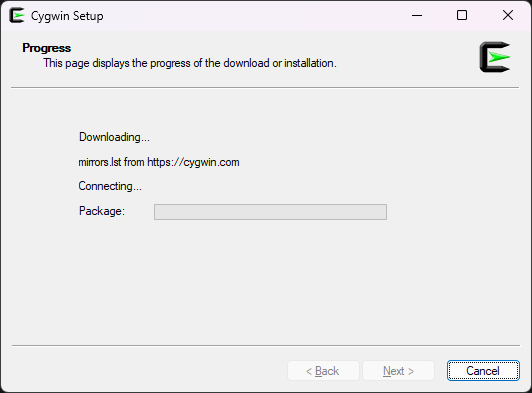 Cygwin Setup
Progress
This page displays the progress of the download or installation.
Downloading...
mirrors.lst from https://cygwin.com
Connecting...
Package:
< Back
Next >
Cancel